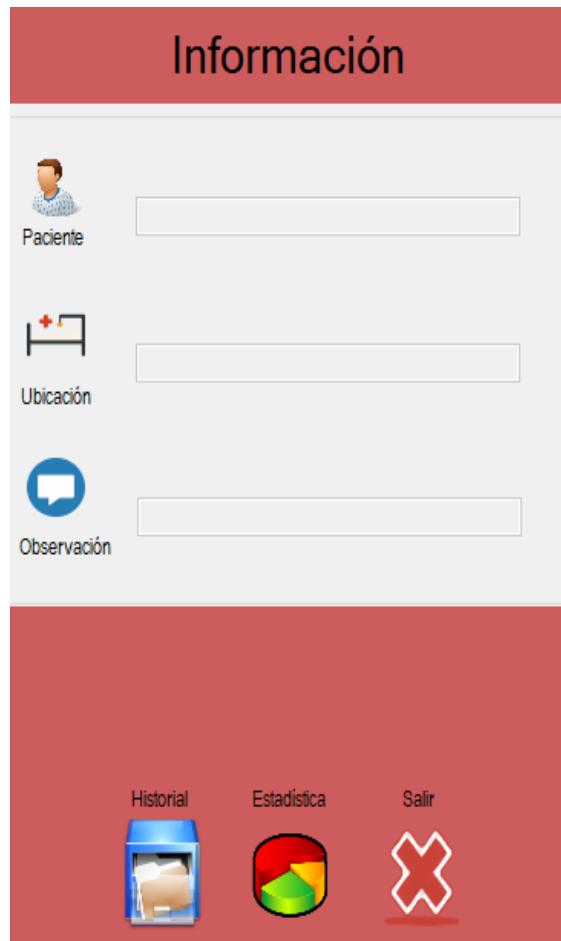 Información
Paciente
Ubicación
Observación
Historial Estadística Salir